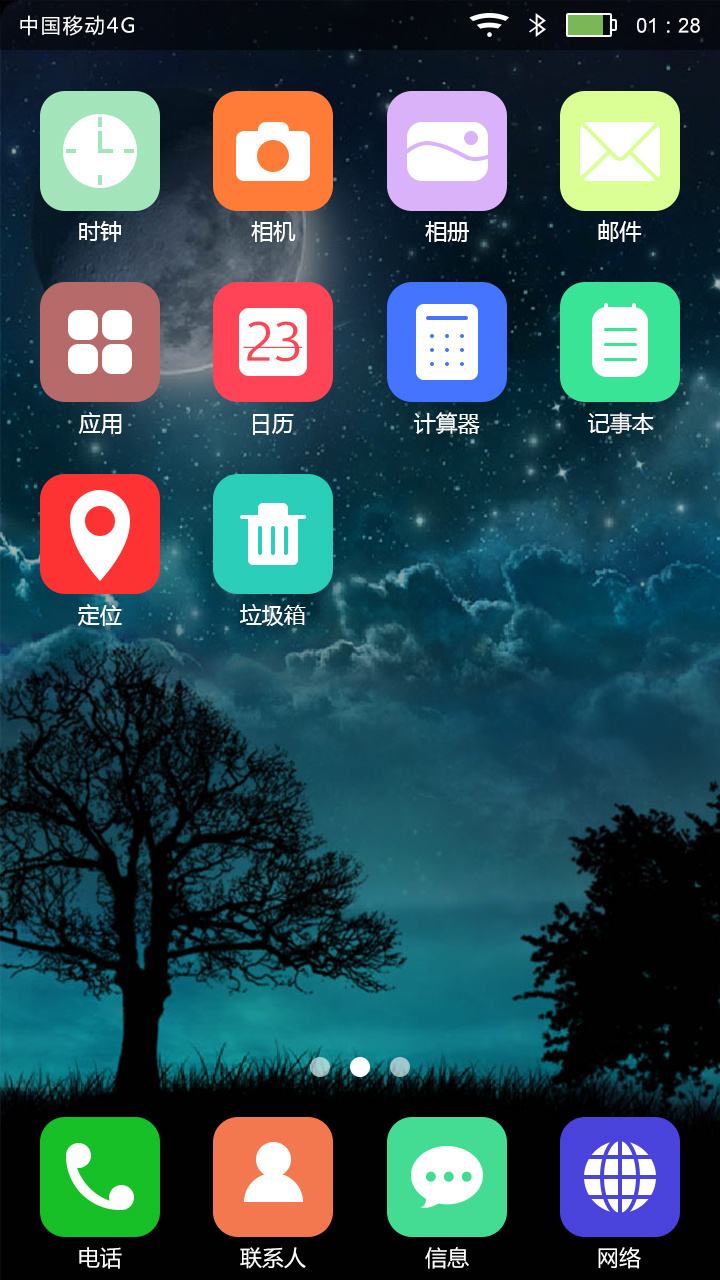 中国移动4G 01：28
时钟 相机 相册 邮件
23
应用 日历 计算器 记事本
定位 垃圾箱
电话 联系人 信息 网络